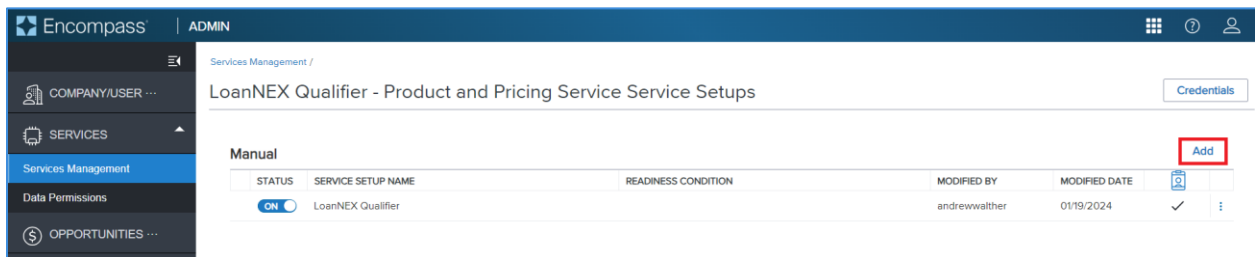 Encompass | ADMIN
Services Management /
COMPANY/USER ...
LoanNEX Qualifier - Product and Pricing Service Service Setups
Credentials
SERVICES
Manual
Add
Services Management
STATUS SERVICE SETUP NAME READINESS CONDITION MODIFIED BY MODIFIED DATE
Data Permissions
ON LoanNEX Qualifier andrewwalther 01/19/2024
OPPORTUNITIES ...